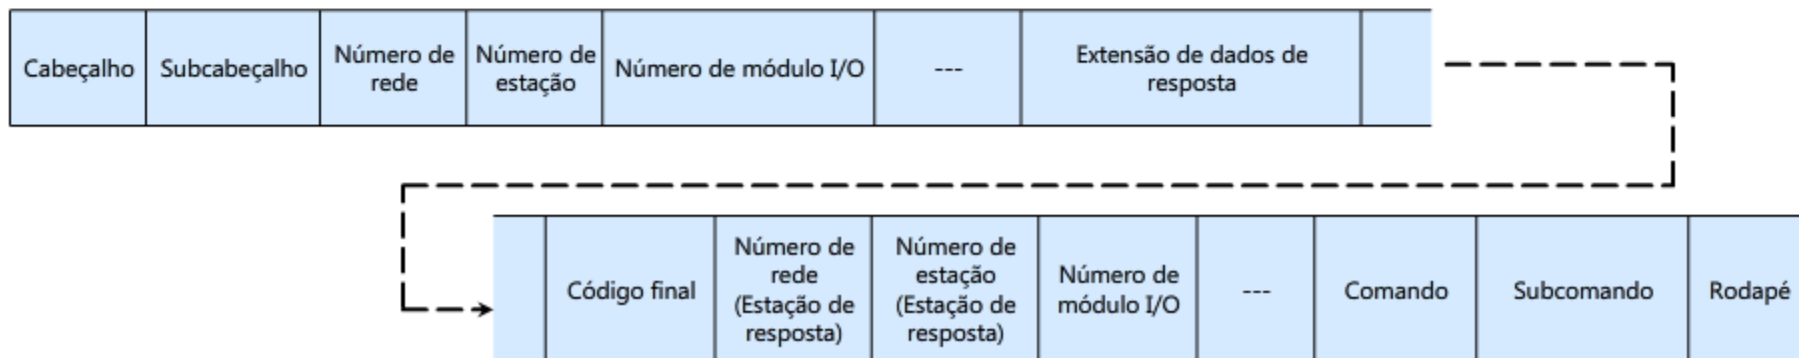 Cabeçalho
Subcabeçalho
Número de
rede
Número de
estação
Número de módulo I/O
---
Extensão de dados de
resposta
Código final
Número de
rede
(Estação de
resposta)
Número de
estação
(Estação de
resposta)
Número de
módulo I/O
---
Comando
Subcomando
Rodapé